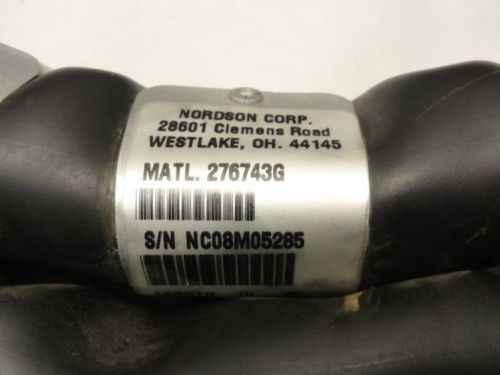 NORDSON CORP.
28601 Clemens Road
WESTLAKE, OH. 44145
MATL. 276743G
S/N NC08M05285